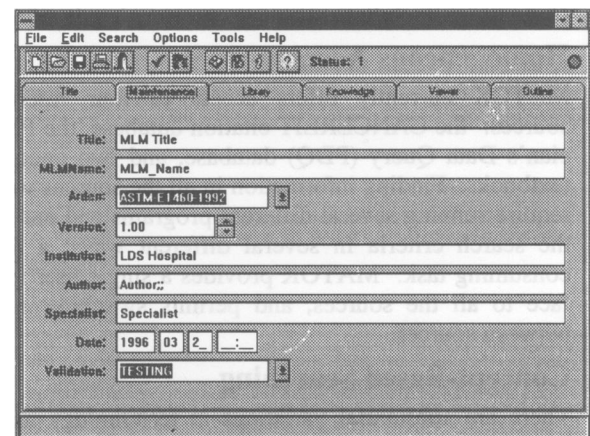 File Edit Search Options Tools Help
Status: 1
Title Maintenance Library Knowledge Viewer Outline
Title: MLM Title
MLMName: MLM_Name
Arden: ASTM E1460-1992
Version: 1.00
Institution: LDS Hospital
Author: Author;;
Specialist: Specialist
Date: 1996 03 2_ __:__
Validation: TESTING